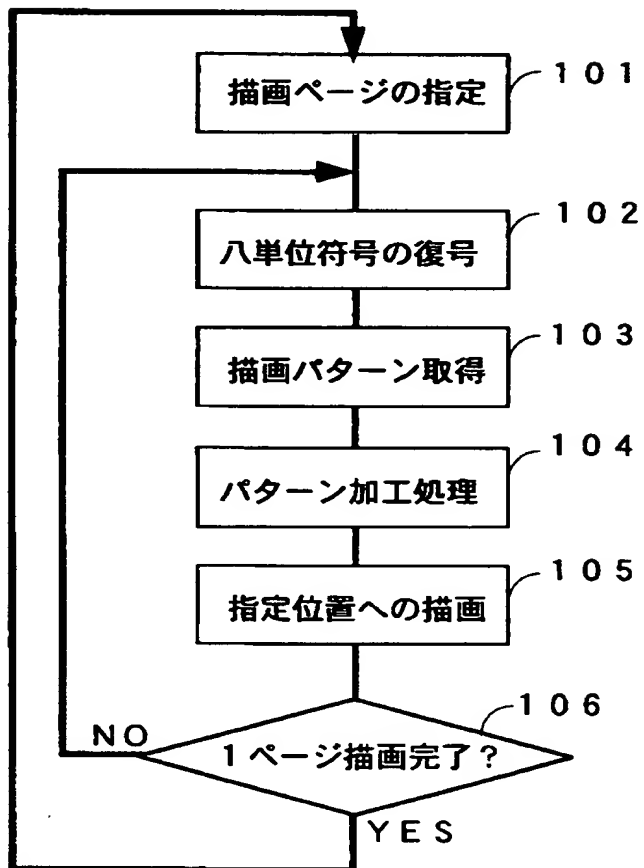 描画ページの指定
101
八単位符号の復号
102
描画パターン取得
103
パターン加工処理
104
指定位置への描画
105
1ページ描画完了?
106
NO
YES